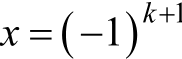 x = (−1)^{k+1}